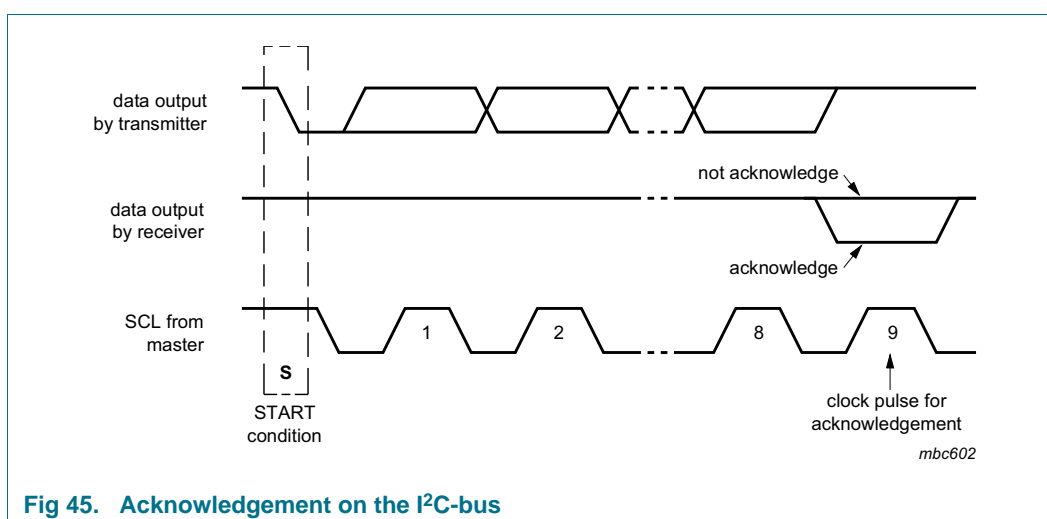 data output
by transmitter
not acknowledge
data output
by receiver
acknowledge
SCL from
master
1
2
8
9
S
START
condition
clock pulse for
acknowledgement
mbc602
Fig 45. Acknowledgement on the I²C-bus